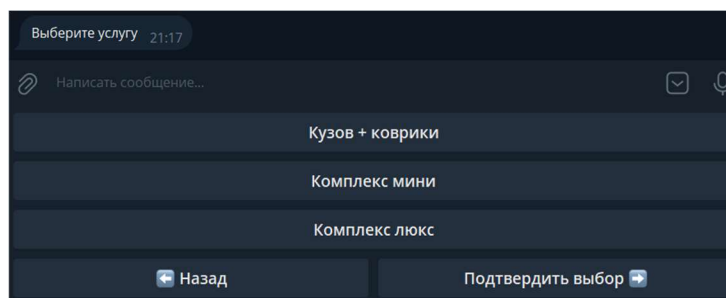 Выберите услугу 21:17
Написать сообщение...
Кузов + коврики
Комплекс мини
Комплекс люкс
⬅️ Назад
Подтвердить выбор ➡️